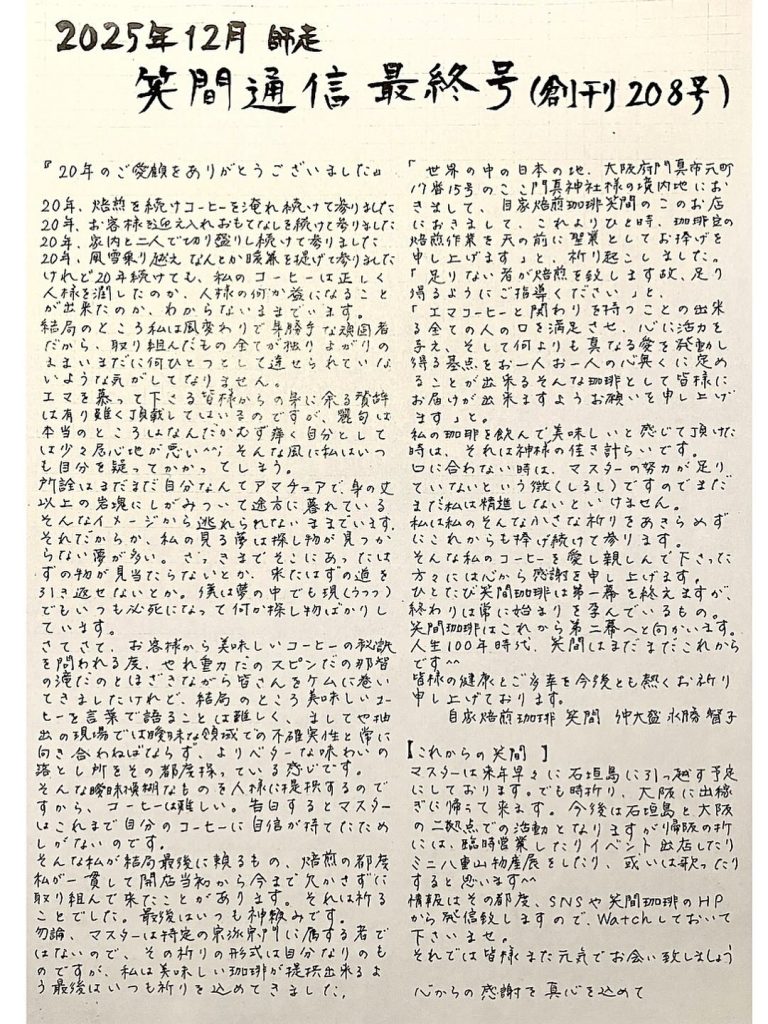 2025年12月 師走
笑間通信 最終号(創刊208号)
『20年のご愛顧をありがとうございました』
20年、焙煎を続けコーヒーを淹れ続けて参りました
20年、お客様を迎え入れおもてなしを続けて参りました
20年、家内と二人で切り盛りし続けて参りました
20年、風雪乗り越えなんとか暖簾を提げて参りました
けれど20年続けても、私のコーヒーは正しく
人様を潤したのか、人様の何か益になること
が出来たのか、わからないままでいます。
結局のところ私は風変わりで身勝手な頑固者
だから、取り組んだもの全てが独りよがりの
ままいまだに何ひとつとして達せられていな
いような気がしてなりません。
エマを慕って下さる皆様からの身に余る賛辞
は有り難く頂戴してはいるのですが、麗句は
本当のところはなんだかむず痒く自分として
は少々居心地が悪い^^; そんな風に私はいつ
も自分を疑ってかかってしまう。
所詮はまだまだ自分なんてアマチュアで、身の丈
以上の岩塊にしがみついて途方に暮れている
そんなイメージから逃れられないままでいます。
それだからか、私の見る夢は探し物が見つか
らない夢が多い。さっきまでそこにあったは
ずの物が見当たらないとか、来たはずの道を
引き返せないとか。僕は夢の中でも現(うつつ)
でもいつも必死になって何か探し物ばかりし
ています。
さてさて、お客様から美味しいコーヒーの秘訣
を問われる度、やれ重力だのスピンだの那智
の滝だのとほざきながら皆さんをケムに巻い
てきましたけれど、結局のところ美味しいコー
ヒーを言葉で語ることは難しく、ましてや抽
出の現場では曖昧な領域での不確実性と常に
向き合わねばならず、よりベターな味わいの
落とし所をその都度探っている感じです。
そんな曖昧模糊なものを人様に提供するので
すから、コーヒーは難しい。告白するとマスター
はこれまで自分のコーヒーに自信が持てたため
しがないのです。
そんな私が結局最後に頼るもの、焙煎の都度
私が一貫して開店当初から今まで欠かさずに
取り組んで来たことがあります。それは祈る
ことでした。最後はいつも神頼みです。
勿論、マスターは特定の宗派宗門に属する者で
はないので、その祈りの形式は自分なりのも
のですが、私は美味しい珈琲が提供出来るよ
う最後はいつも祈りを込めてきました。
「世界の中の日本の地、大阪府門真市元町
17番15号のここ門真神社様の境内地にお
きまして、自家焙煎珈琲笑間のこのお店
におきまして、これよりひと時、珈琲豆の
焙煎作業を天の前に聖業としてお捧げを
申し上げます」と、祈り起こしました。
「足りない者が焙煎を致します故、足り
得るようにご指導ください」と、
「エマコーヒーと関わりを持つことの出来
る全ての人の口を満足させ、心に活力を
与え、そして何よりも真なる愛を発動し
得る基点をお一人お一人の心奥くに定め
ることが出来るそんな珈琲として皆様に
お届けが出来ますようお願いを申し上げ
ます」と。
私の珈琲を飲んで美味しいと感じて頂けた
時は、それは神様の佳き計らいです。
口に合わない時は、マスターの努力が足り
ていないという徴(しるし)ですのでまだ
まだ私は精進しないといけません。
私は私のそんな小さな祈りをあきらめず
にこれからも捧げ続けて参ります。
そんな私のコーヒーを愛し親しんで下さった
方々には心から感謝を申し上げます。
ひとたび笑間珈琲は第一幕を終えますが、
終わりは常に始まりを孕んでいるもの。
笑間珈琲はこれから第二幕へと向かいます。
人生100年時代、笑間はまだまだこれから
です^^
皆様の健康とご多幸を今後とも熱くお祈り
申し上げております。
自家焙煎珈琲 笑間 仲大盛 永勝 智子
【これからの笑間 】
マスターは来年早々に石垣島に引っ越す予定
にしております。でも時折り、大阪に出稼
ぎに帰って来ます。今後は石垣島と大阪
の二拠点での活動となりますが帰阪の折
には、臨時営業したりイベント出店したり
ミニ八重山物産展をしたり、或いは歌ったり
すると思います^^
情報はその都度、SNSや笑間珈琲のHP
から発信致しますので、Watchしておいて
下さいませ。
それでは皆様また元気でお会い致しましょう
心からの感謝を真心を込めて